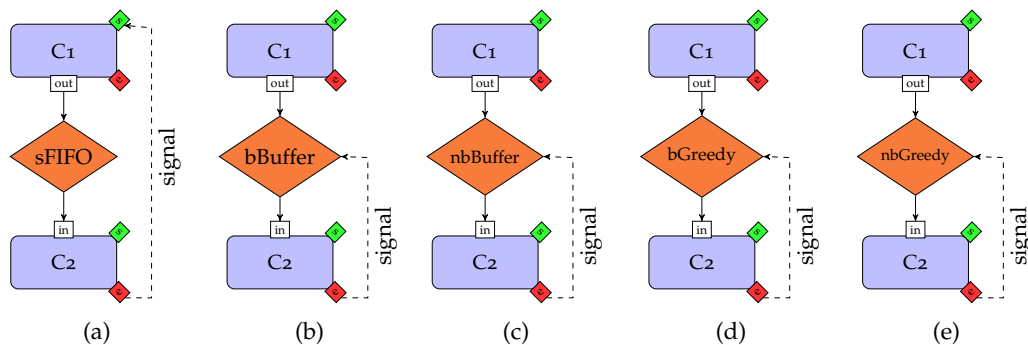 s
C1
e
out
sFIFO
signal
in
s
C2
e
(a)
s
C1
e
out
bBuffer
signal
in
s
C2
e
(b)
s
C1
e
out
nbBuffer
signal
in
s
C2
e
(c)
s
C1
e
out
bGreedy
signal
in
s
C2
e
(d)
s
C1
e
out
nbGreedy
signal
in
s
C2
e
(e)